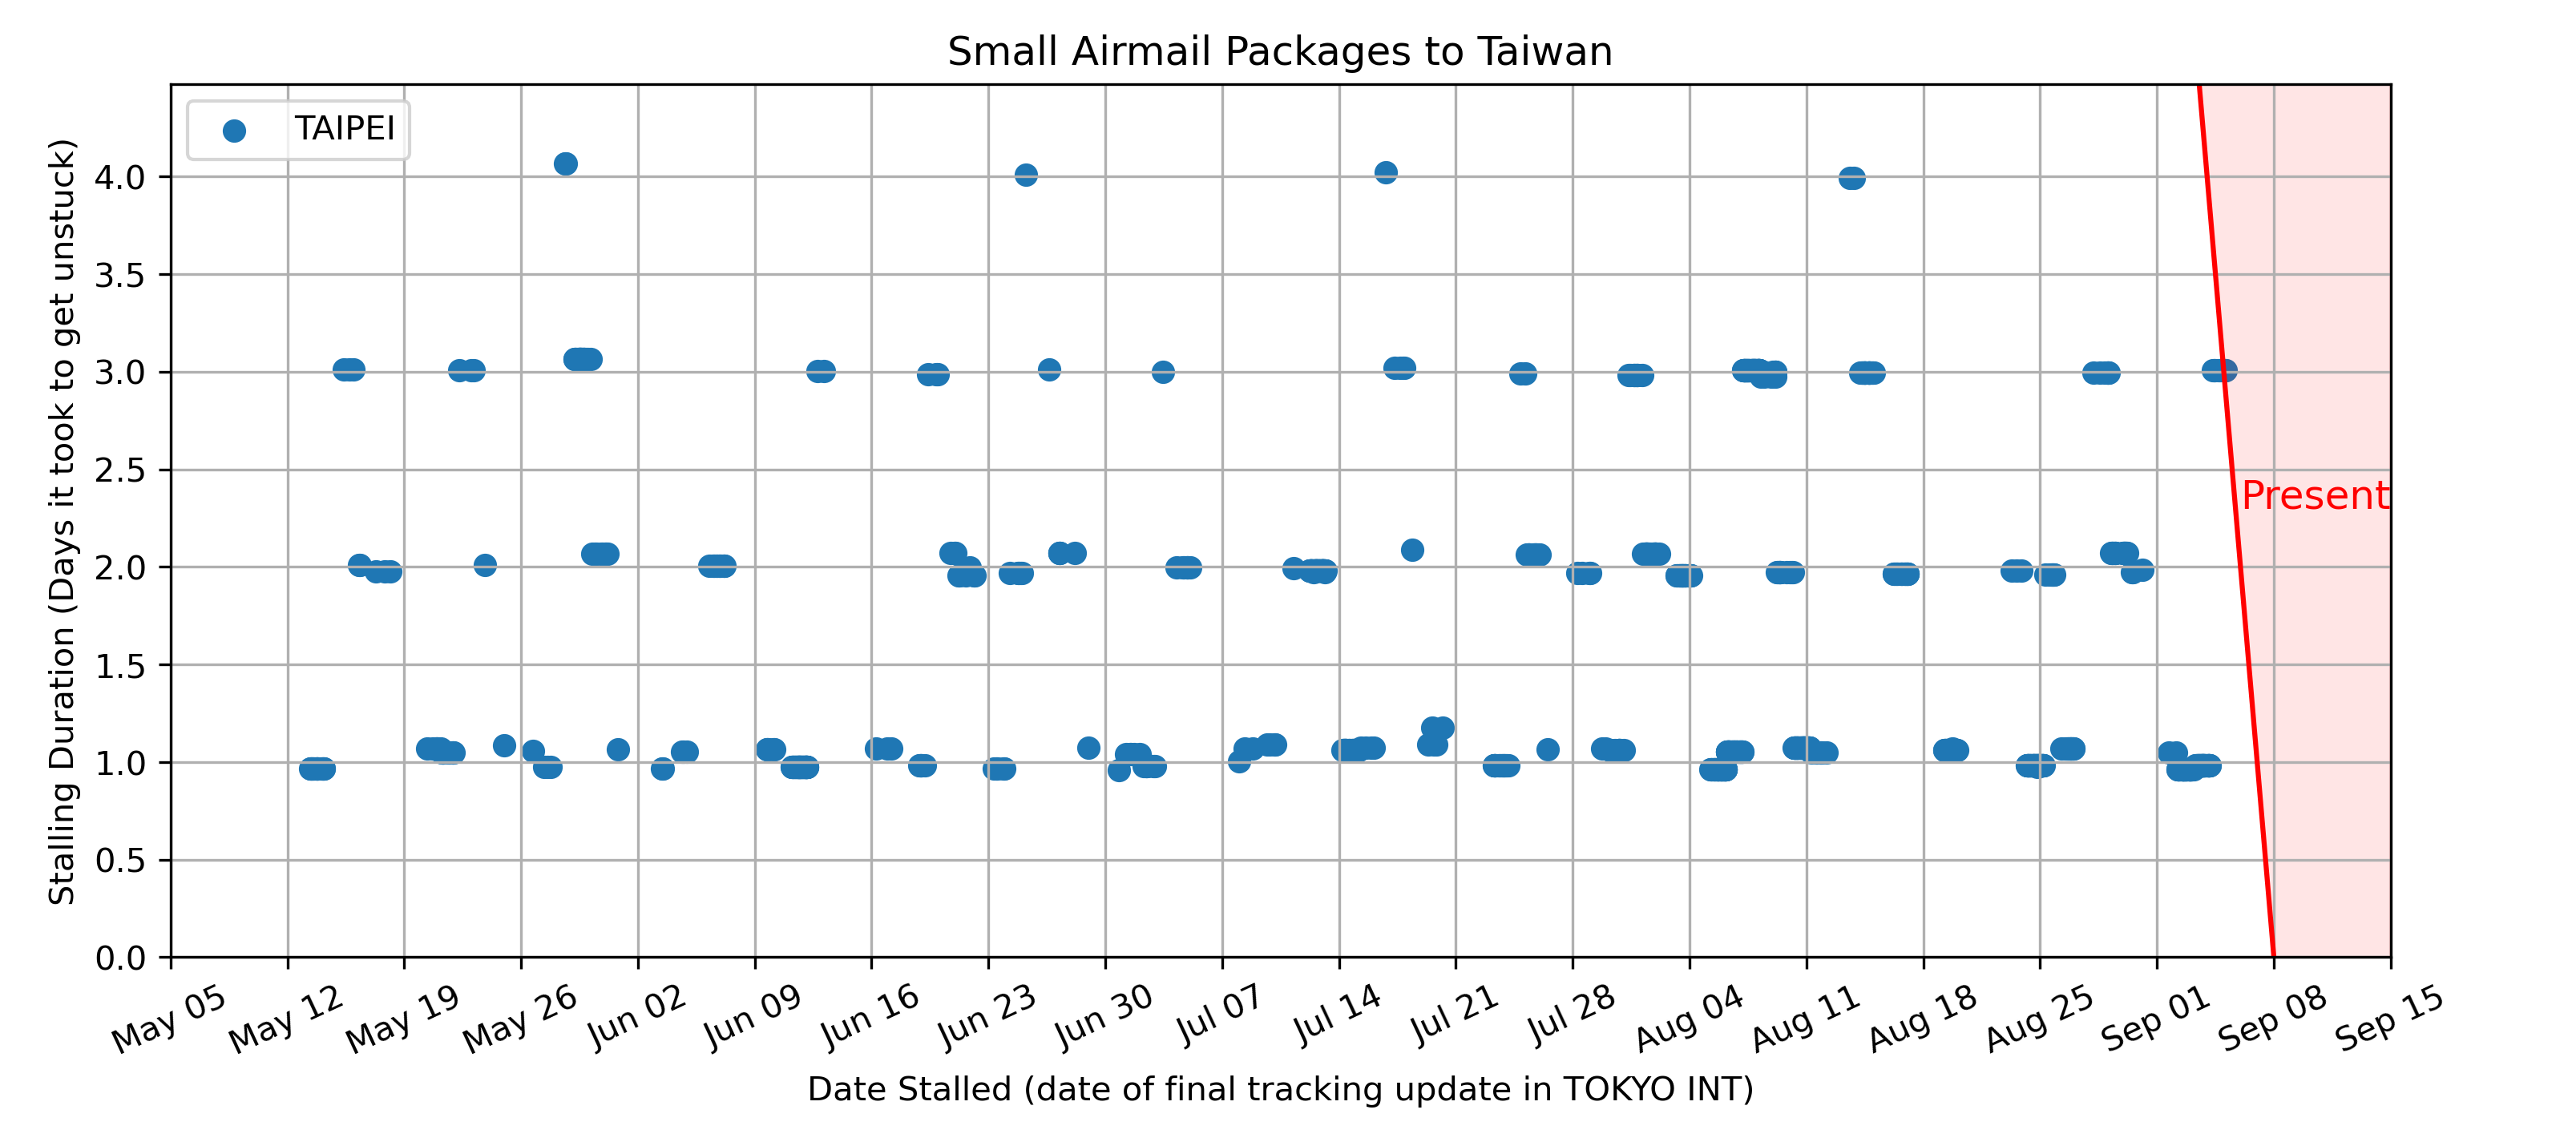 Small Airmail Packages to Taiwan
TAIPEI
Stalling Duration (Days it took to get unstuck)
4.0
3.5
3.0
2.5
2.0
1.5
1.0
0.5
0.0
Present
May 05
May 12
May 19
May 26
Jun 02
Jun 09
Jun 16
Jun 23
Jun 30
Jul 07
Jul 14
Jul 21
Jul 28
Aug 04
Aug 11
Aug 18
Aug 25
Sep 01
Sep 08
Sep 15
Date Stalled (date of final tracking update in TOKYO INT)